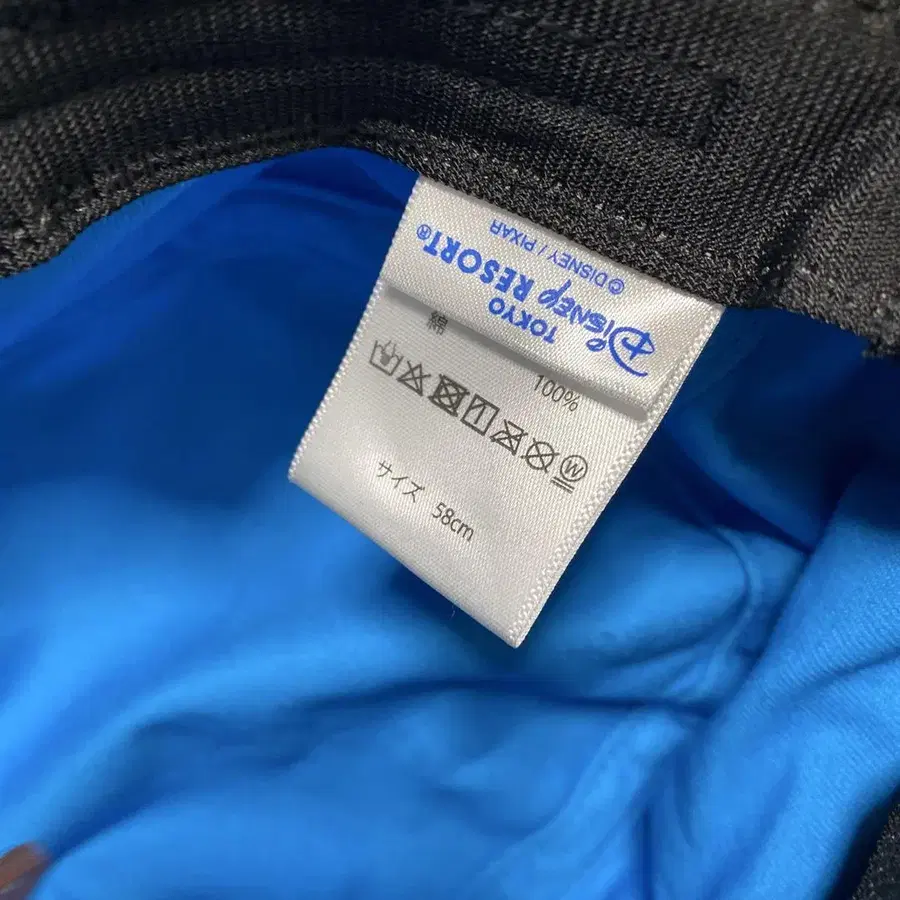 ©DISNEY / PIXAR
TOKYO
Disney RESORT®
綿 100%
W
サイズ 58cm